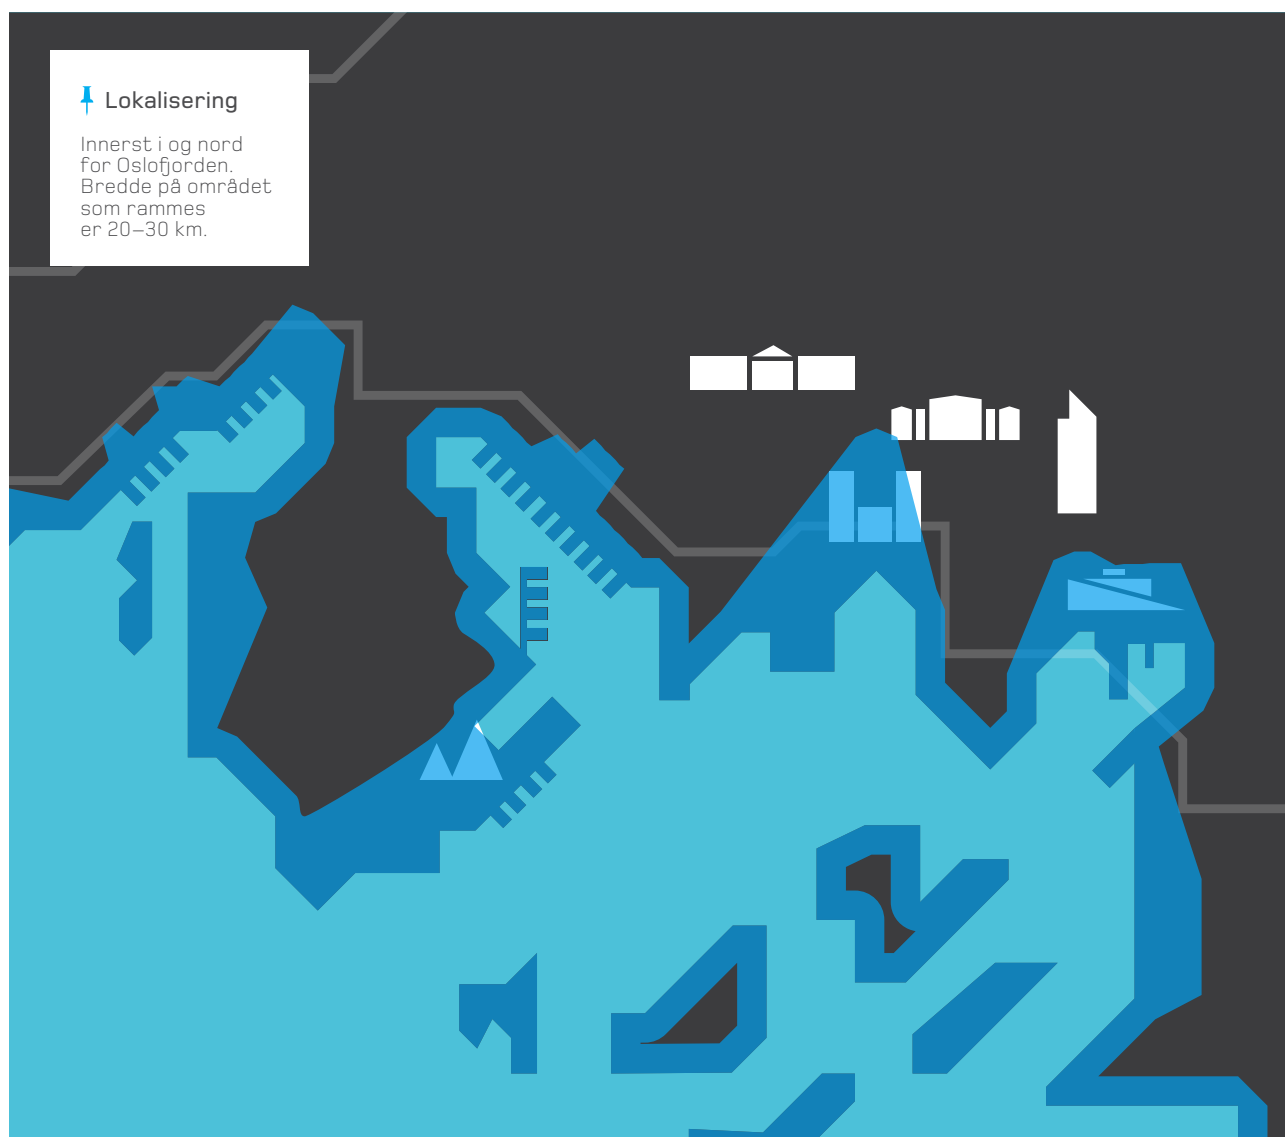 Lokalisering
Innerst i og nord
for Oslofjorden.
Bredde på området
som rammes
er 20–30 km.